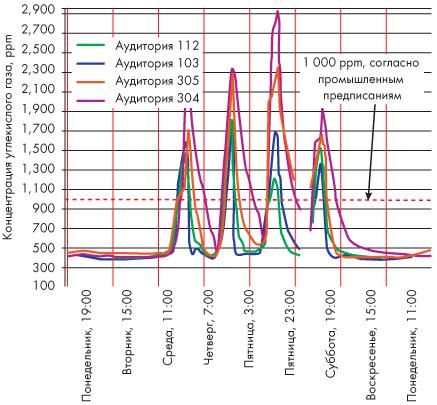 Концентрация углекислого газа, ppm
2,900
2,700
2,500
2,300
2,100
1,900
1,700
1,500
1,300
1,100
900
700
500
300
100
Аудитория 112
Аудитория 103
Аудитория 305
Аудитория 304
1 000 ppm, согласно
промышленным
предписаниям
Понедельник, 19:00
Вторник, 15:00
Среда, 11:00
Четверг, 7:00
Пятница, 3:00
Пятница, 23:00
Суббота, 19:00
Воскресенье, 15:00
Понедельник, 11:00